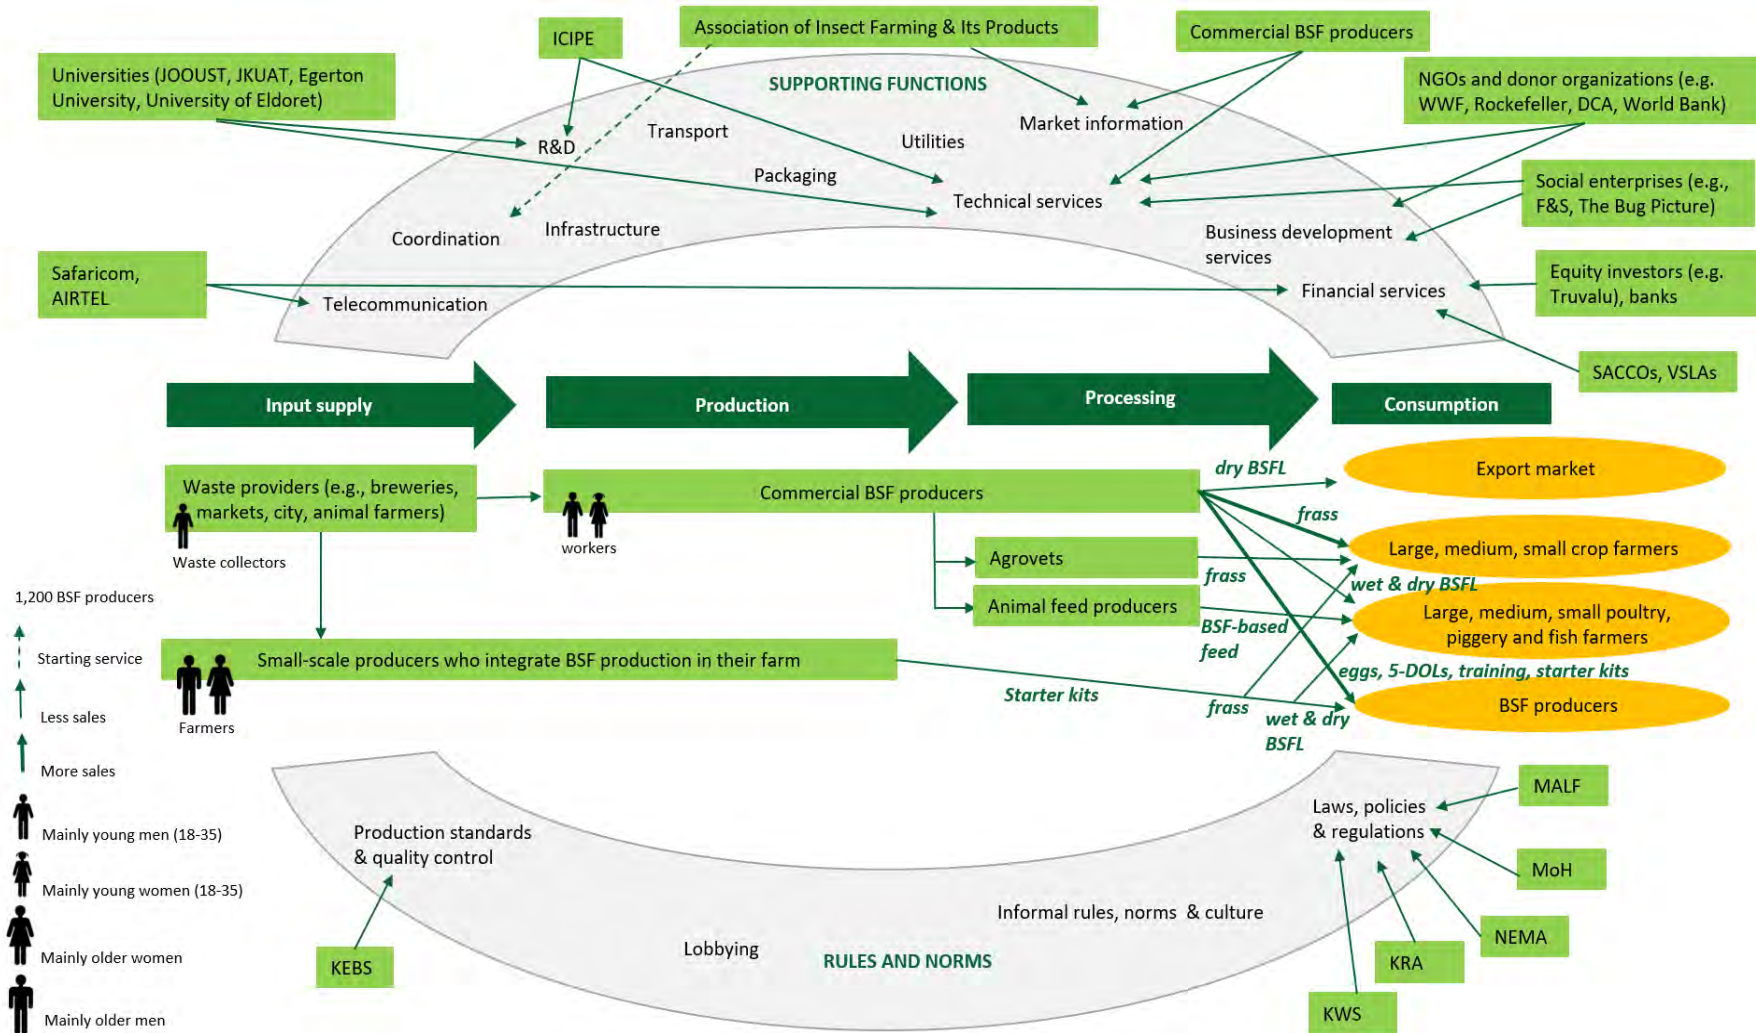 ICIPE
Association of Insect Farming & Its Products
Commercial BSF producers
Universities (JOOUST, JKUAT, Egerton
University, University of Eldoret)
SUPPORTING FUNCTIONS
NGOs and donor organizations (e.g.
WWF, Rockefeller, DCA, World Bank)
Transport
Market information
R&D
Utilities
Packaging
Technical services
Social enterprises (e.g.,
F&S, The Bug Picture)
Coordination
Infrastructure
Business development
services
Safaricom,
AIRTEL
Telecommunication
Financial services
Equity investors (e.g.
Truvalu), banks
SACCOs, VSLAs
Input supply
Production
Processing
Consumption
Waste providers (e.g., breweries,
markets, city, animal farmers)
Waste collectors
Commercial BSF producers
workers
dry BSFL
Export market
frass
Large, medium, small crop farmers
Agrovets
frass
wet & dry BSFL
Animal feed producers
BSF-based
feed
Large, medium, small poultry,
piggery and fish farmers
Small-scale producers who integrate BSF production in their farm
Farmers
Starter kits
eggs, 5-DOLs, training, starter kits
frass
wet & dry
BSFL
BSF producers
1,200 BSF producers
Starting service
Less sales
More sales
Mainly young men (18-35)
Mainly young women (18-35)
Mainly older women
Mainly older men
Production standards
& quality control
KEBS
Lobbying
RULES AND NORMS
Informal rules, norms & culture
Laws, policies
& regulations
MALF
MoH
NEMA
KRA
KWS